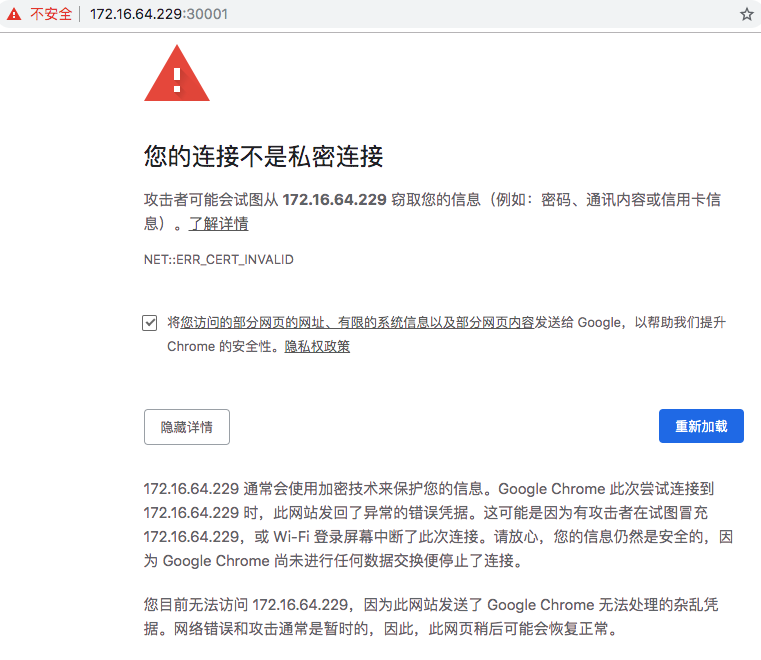 不安全 172.16.64.229:30001
您的连接不是私密连接
攻击者可能会试图从 172.16.64.229 窃取您的信息（例如：密码、通讯内容或信用卡信
息）。了解详情
NET::ERR_CERT_INVALID
将您访问的部分网页的网址、有限的系统信息以及部分网页内容发送给 Google，以帮助我们提升
Chrome 的安全性。隐私权政策
隐藏详情 重新加载
172.16.64.229 通常会使用加密技术来保护您的信息。Google Chrome 此次尝试连接到
172.16.64.229 时，此网站发回了异常的错误凭据。这可能是因为有攻击者在试图冒充
172.16.64.229，或 Wi-Fi 登录屏幕中断了此次连接。请放心，您的信息仍然是安全的，因
为 Google Chrome 尚未进行任何数据交换便停止了连接。
您目前无法访问 172.16.64.229，因为此网站发送了 Google Chrome 无法处理的杂乱凭
据。网络错误和攻击通常是暂时的，因此，此网页稍后可能会恢复正常。